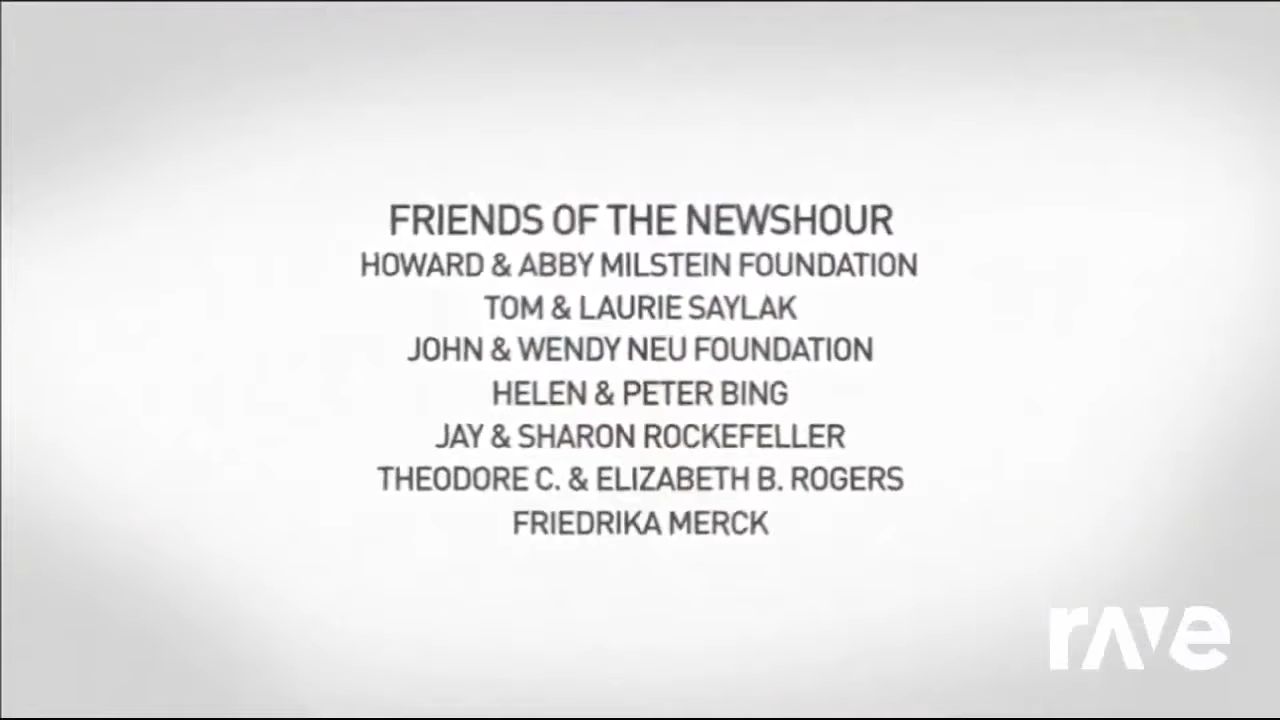 FRIENDS OF THE NEWSHOUR
HOWARD & ABBY MILSTEIN FOUNDATION
TOM & LAURIE SAYLAK
JOHN & WENDY NEU FOUNDATION
HELEN & PETER BING
JAY & SHARON ROCKEFELLER
THEODORE C. & ELIZABETH B. ROGERS
FRIEDRIKA MERCK
rave